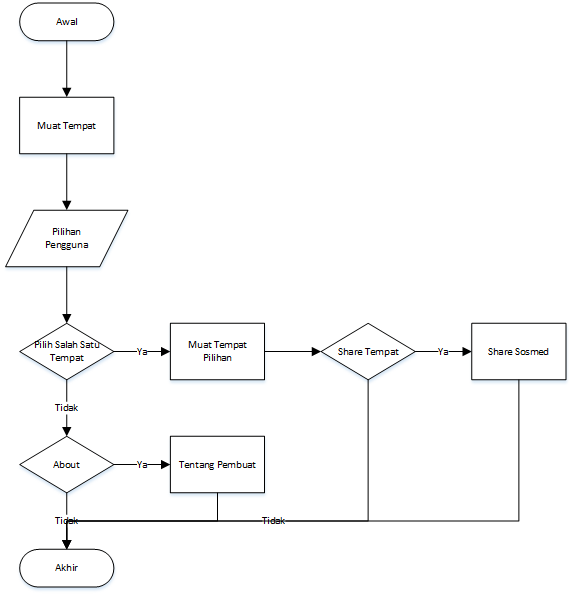 Awal
Muat Tempat
Pilihan
Pengguna
Pilih Salah Satu
Tempat
Ya
Muat Tempat
Pilihan
Share Tempat
Ya
Share Sosmed
Tidak
About
Ya
Tentang Pembuat
Tidak
Tidak
Akhir